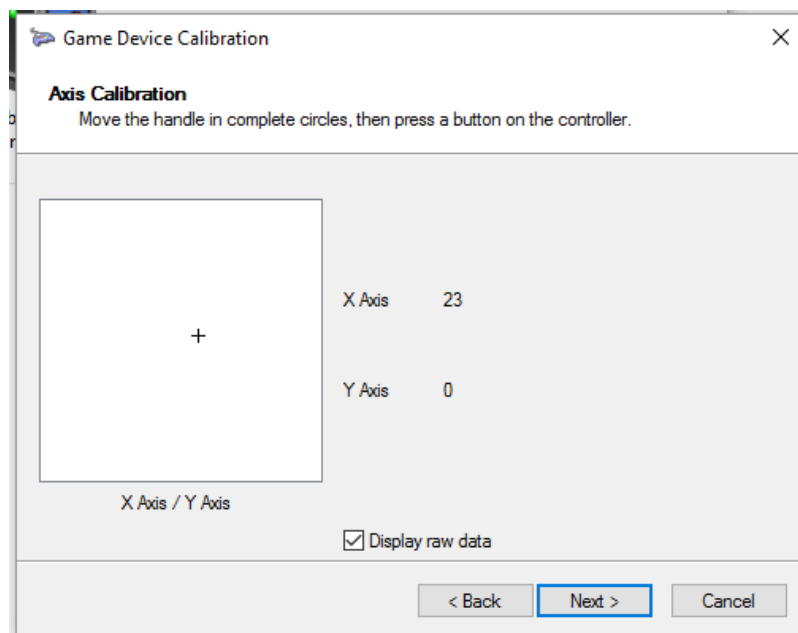 Game Device Calibration
Axis Calibration
Move the handle in complete circles, then press a button on the controller.
X Axis 23
Y Axis 0
X Axis / Y Axis
Display raw data
< Back Next > Cancel